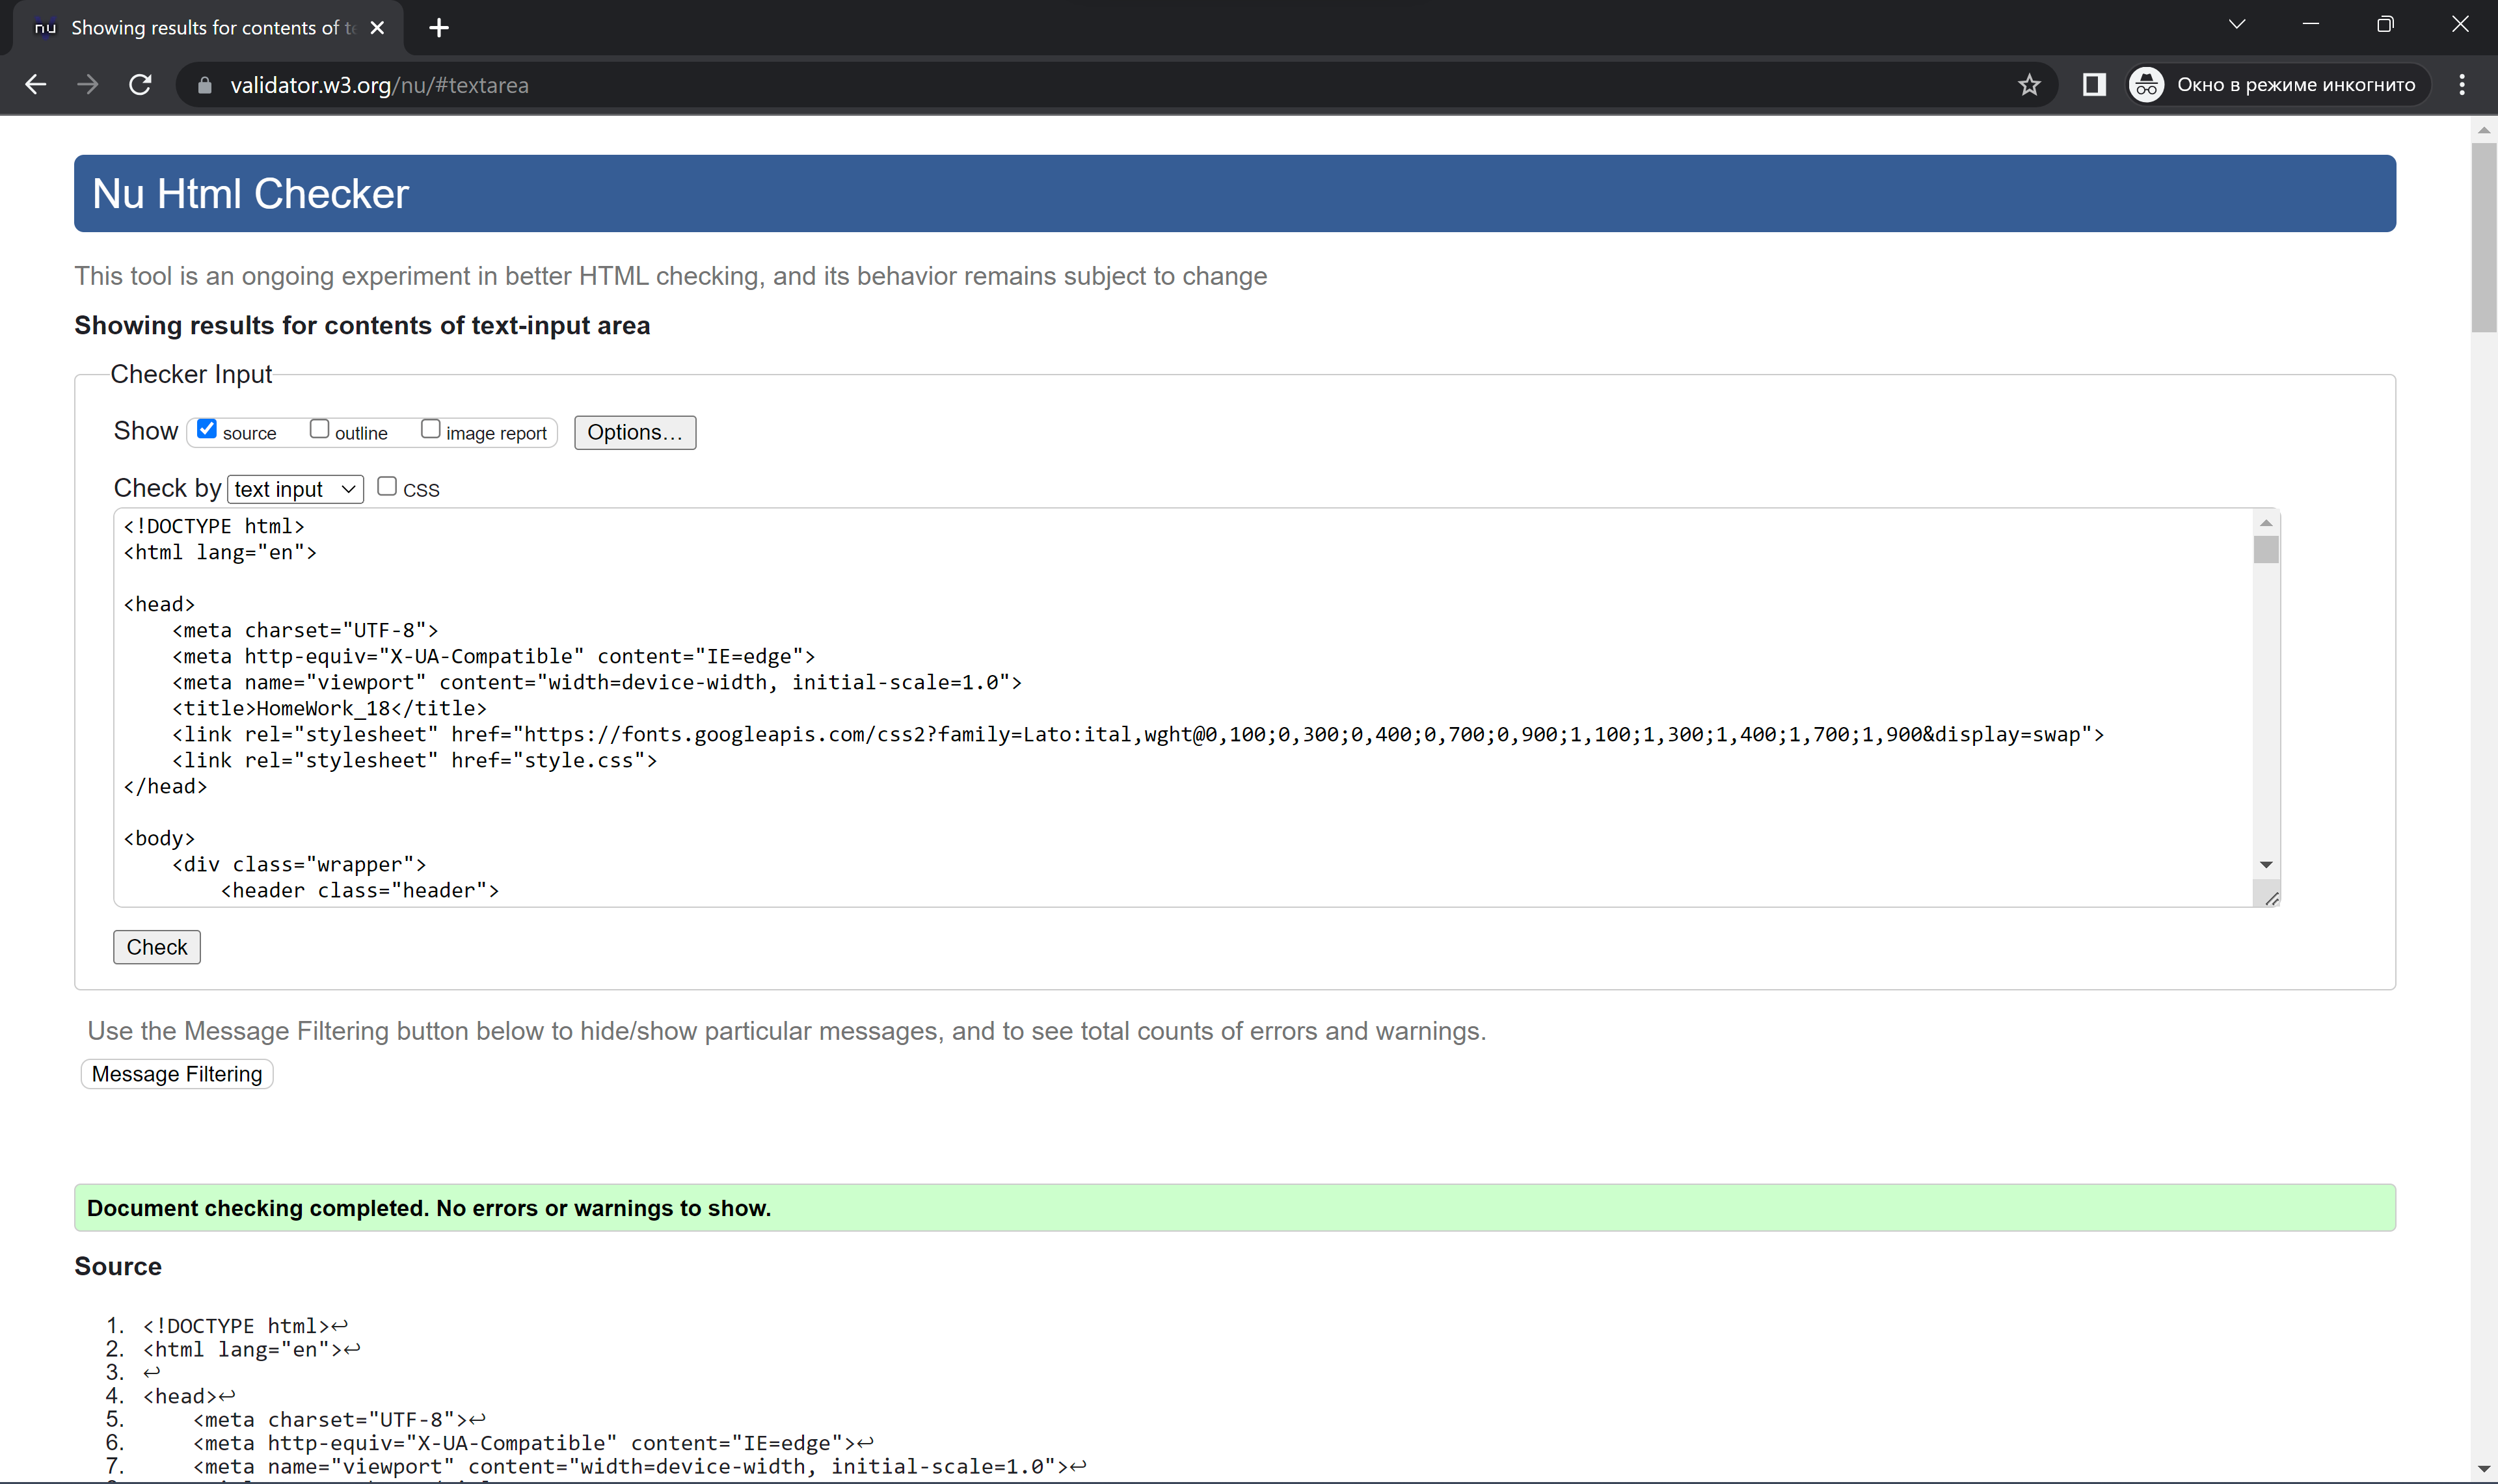 nu Showing results for contents of te
validator.w3.org/nu/#textarea
Окно в режиме инкогнито
Nu Html Checker
This tool is an ongoing experiment in better HTML checking, and its behavior remains subject to change
Showing results for contents of text-input area
Checker Input
Show source outline image report Options...
Check by text input CSS
<!DOCTYPE html>
<html lang="en">
<head>
<meta charset="UTF-8">
<meta http-equiv="X-UA-Compatible" content="IE=edge">
<meta name="viewport" content="width=device-width, initial-scale=1.0">
<title>HomeWork_18</title>
<link rel="stylesheet" href="https://fonts.googleapis.com/css2?family=Lato:ital,wght@0,100;0,300;0,400;0,700;0,900;1,100;1,300;1,400;1,700;1,900&display=swap">
<link rel="stylesheet" href="style.css">
</head>
<body>
<div class="wrapper">
<header class="header">
Check
Use the Message Filtering button below to hide/show particular messages, and to see total counts of errors and warnings.
Message Filtering
Document checking completed. No errors or warnings to show.
Source
1. <!DOCTYPE html>↩
2. <html lang="en">↩
3. ↩
4. <head>↩
5. <meta charset="UTF-8">↩
6. <meta http-equiv="X-UA-Compatible" content="IE=edge">↩
7. <meta name="viewport" content="width=device-width, initial-scale=1.0">↩